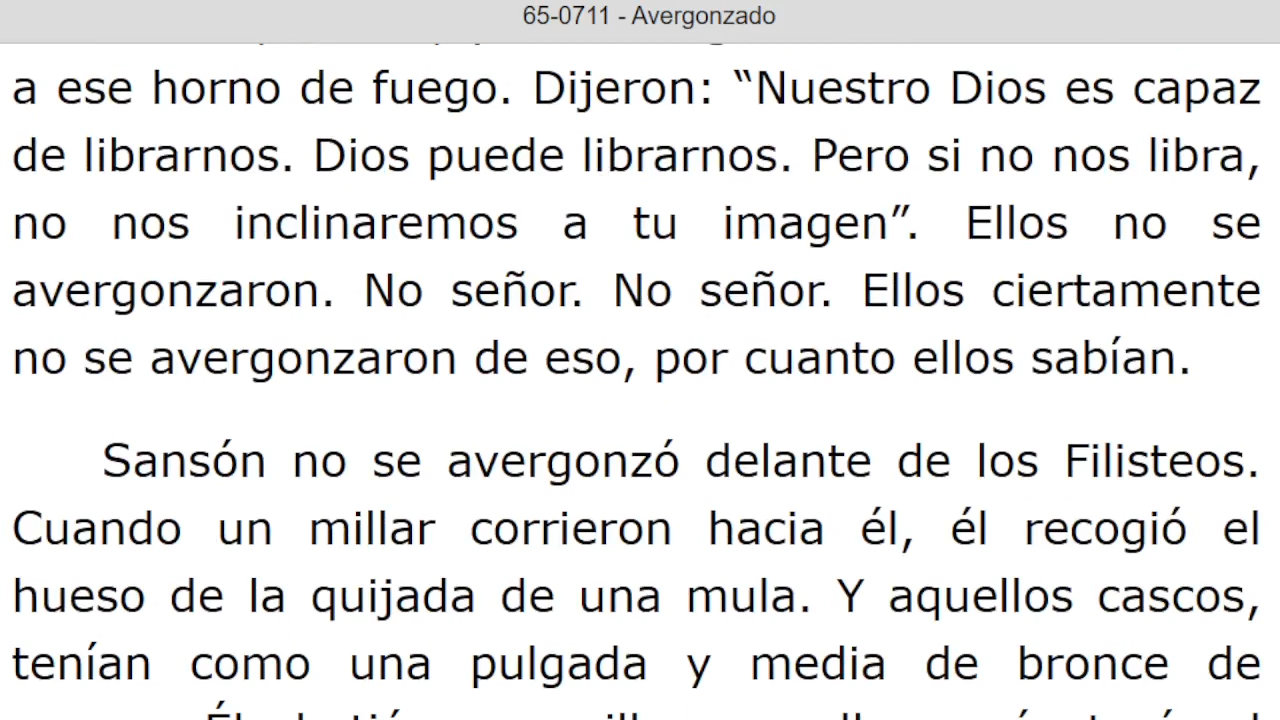 65-0711 - Avergonzado
a ese horno de fuego. Dijeron: “Nuestro Dios es capaz
de librarnos. Dios puede librarnos. Pero si no nos libra,
no nos inclinaremos a tu imagen”. Ellos no se
avergonzaron. No señor. No señor. Ellos ciertamente
no se avergonzaron de eso, por cuanto ellos sabían.
Sansón no se avergonzó delante de los Filisteos.
Cuando un millar corrieron hacia él, él recogió el
hueso de la quijada de una mula. Y aquellos cascos,
tenían como una pulgada y media de bronce de